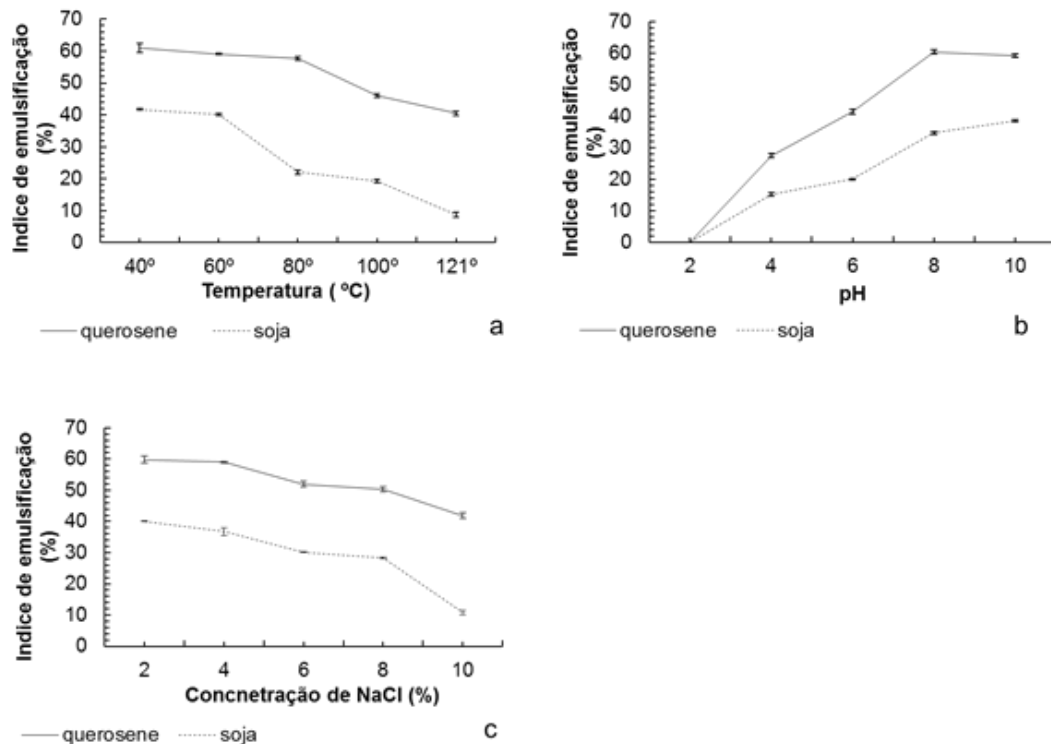 Indice de emulsificação
(%)
70
60
50
40
30
20
10
0
40º 60º 80º 100º 121º
Temperatura ( ºC)
querosene soja
a
Indice de emulsificação
(%)
70
60
50
40
30
20
10
0
2 4 6 8 10
pH
querosene soja
b
Indice de emulsificação
(%)
70
60
50
40
30
20
10
0
2 4 6 8 10
Concnetração de NaCl (%)
querosene soja
c